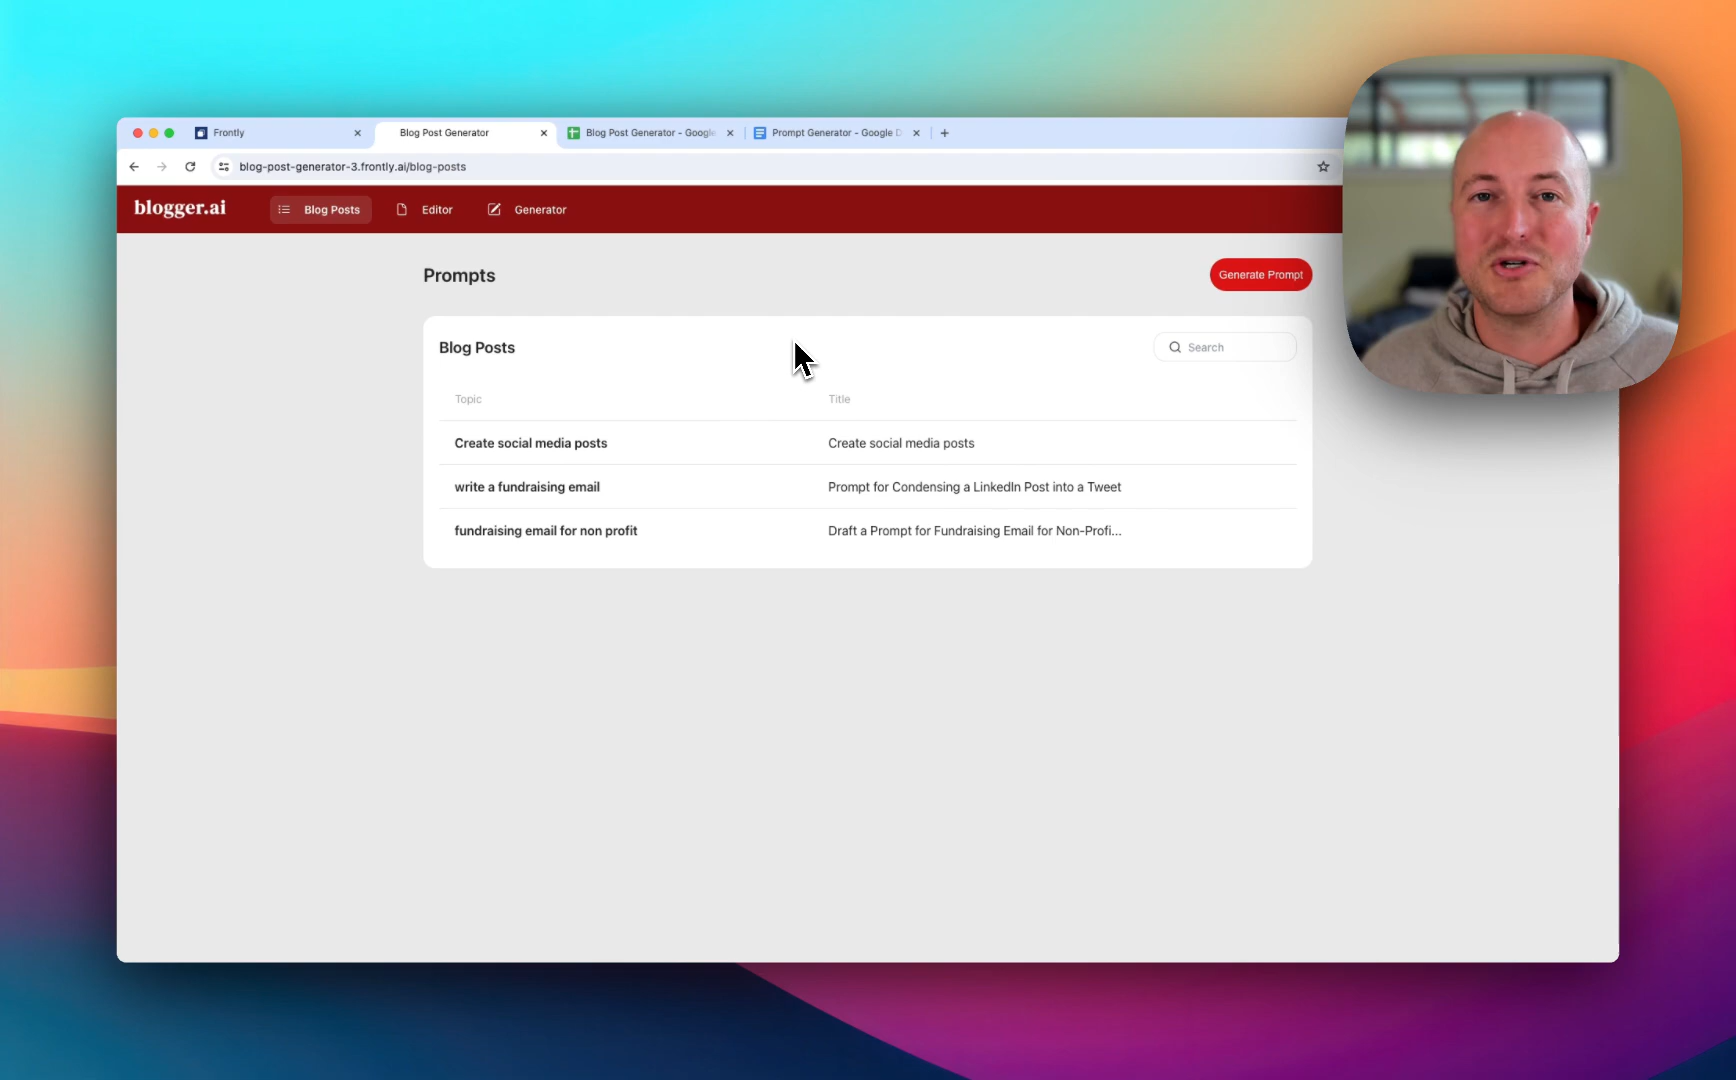 Frontly
Blog Post Generator
Blog Post Generator - Google
Prompt Generator - Google D
blog-post-generator-3.frontly.ai/blog-posts
blogger.ai
Blog Posts
Editor
Generator
Prompts
Generate Prompt
Blog Posts
Search
Topic
Title
Create social media posts
Create social media posts
write a fundraising email
Prompt for Condensing a LinkedIn Post into a Tweet
fundraising email for non profit
Draft a Prompt for Fundraising Email for Non-Profi...